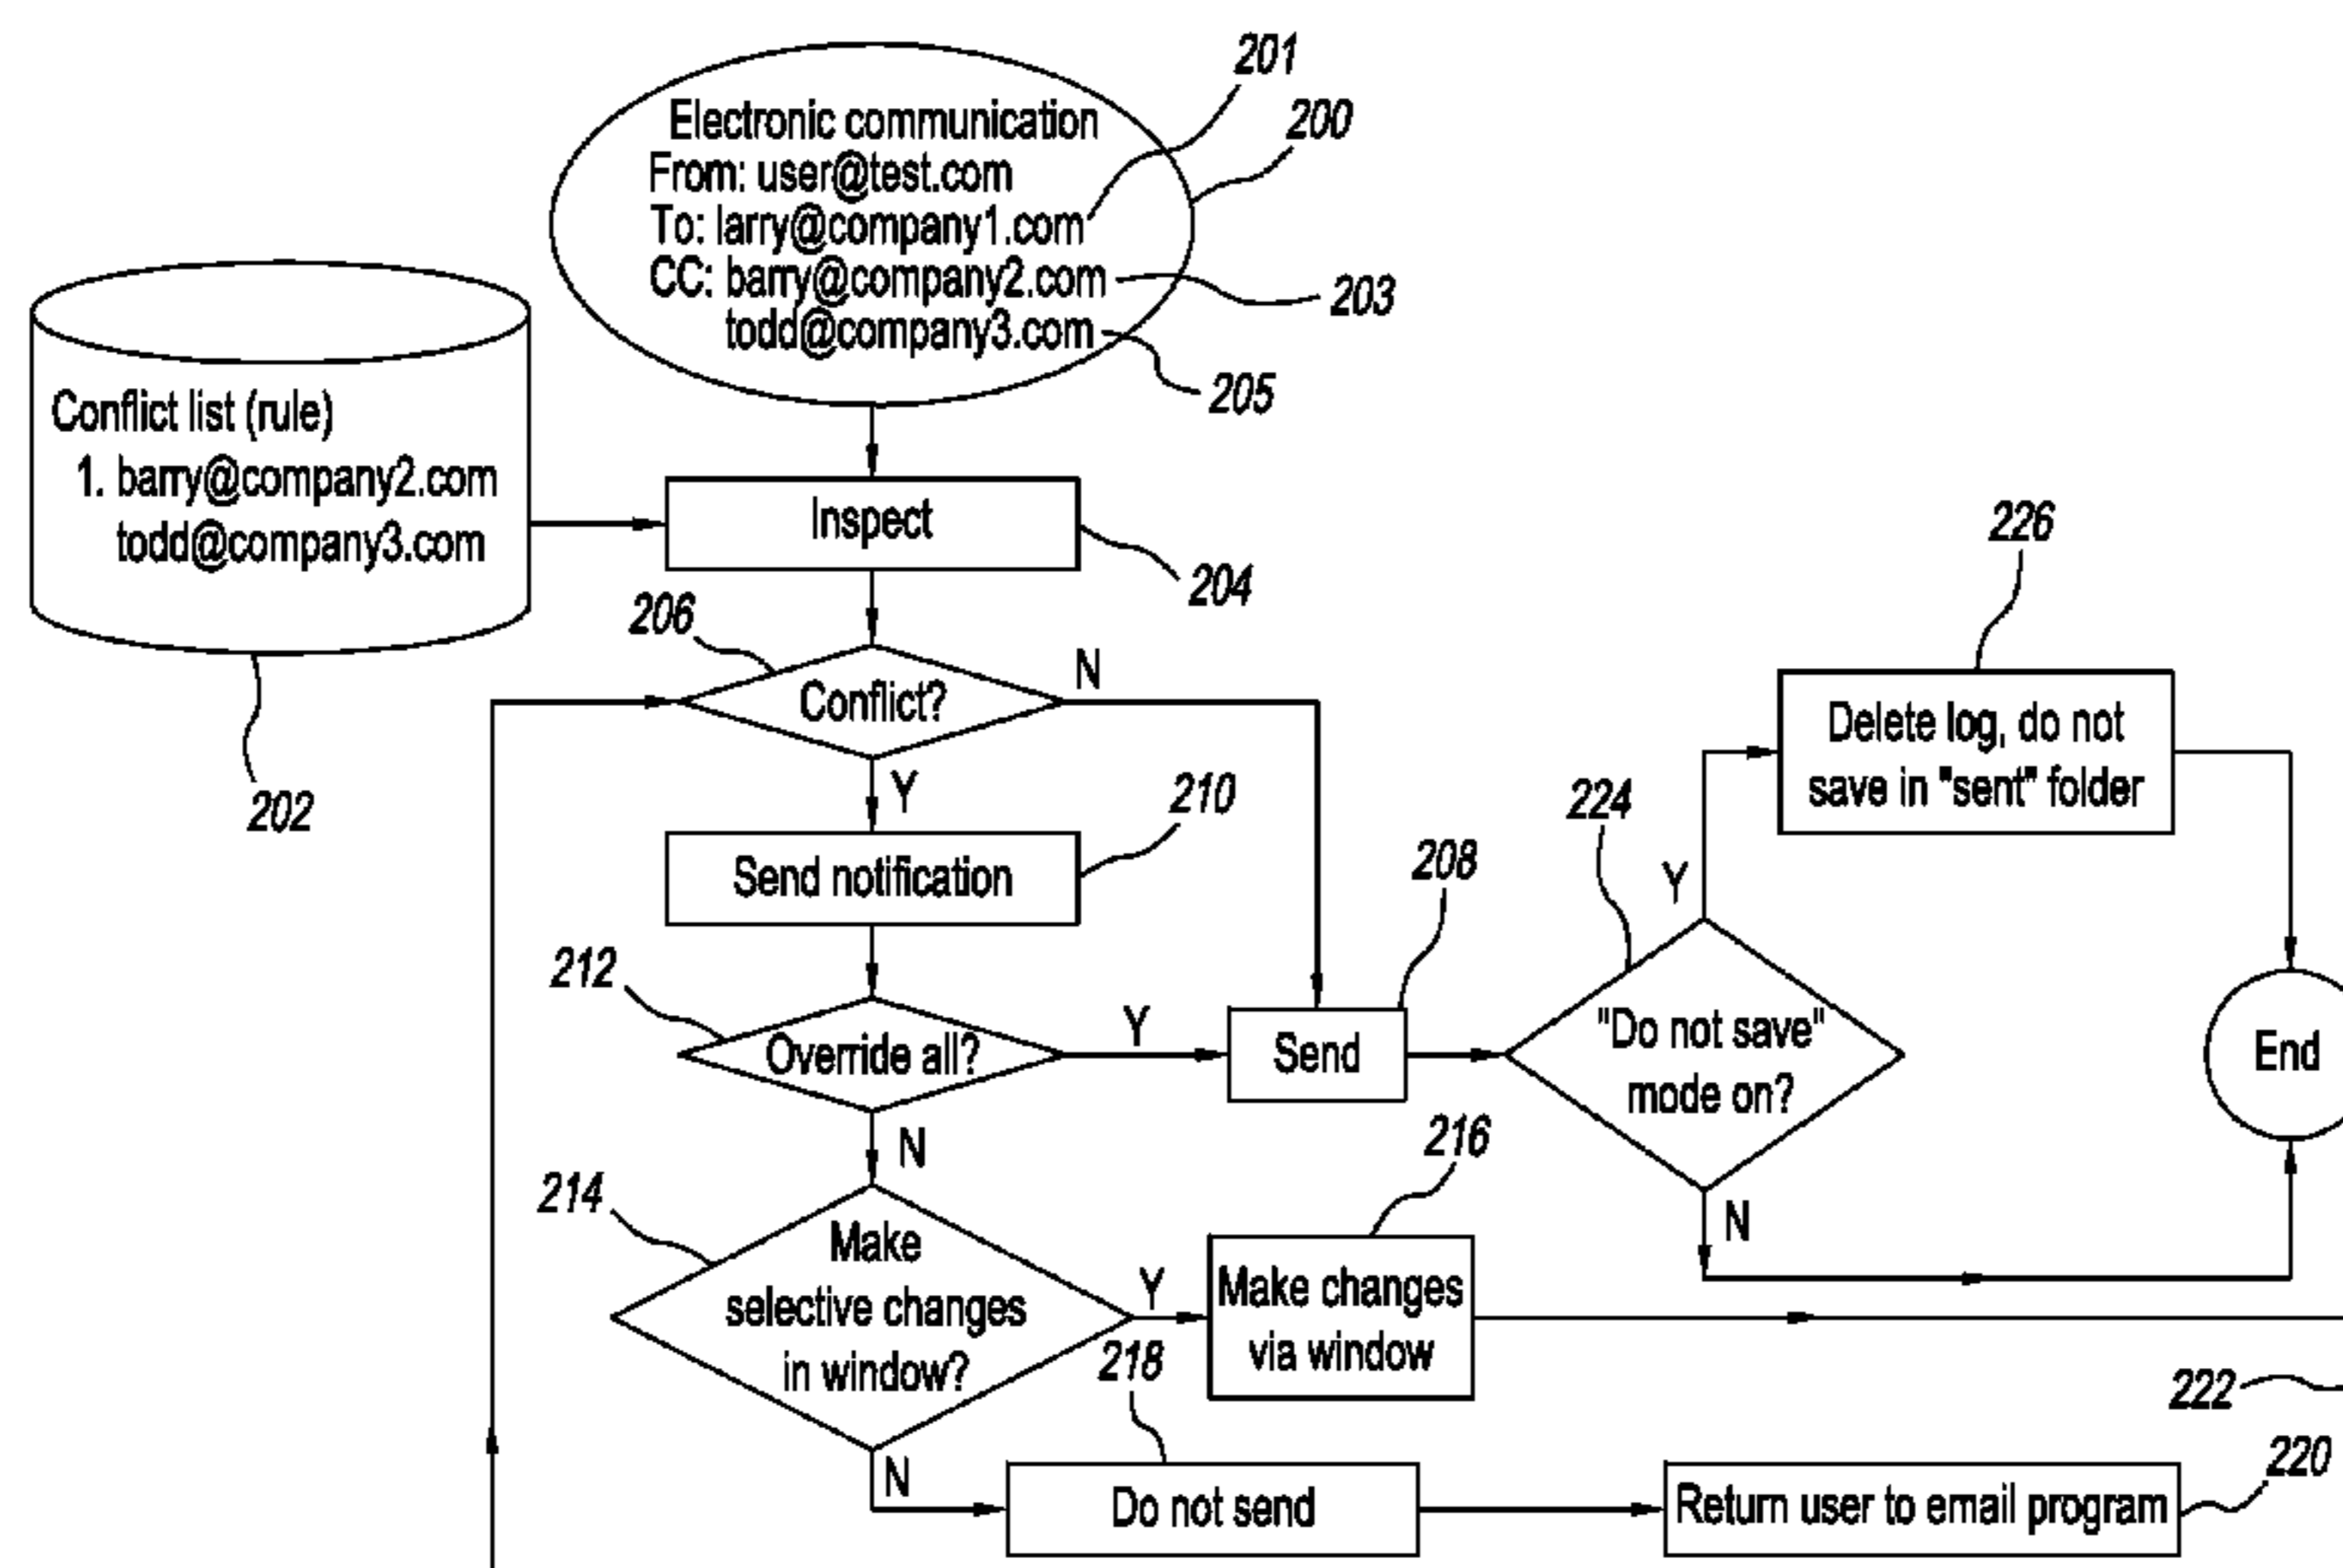 201
200
Electronic communication
From: user@test.com
To: larry@company1.com
CC: barry@company2.com
todd@company3.com
203
205
Conflict list (rule)
1. barry@company2.com
todd@company3.com
202
Inspect
204
206
Conflict?
N
Y
Send notification
210
212
Override all?
Y
N
208
Send
224
"Do not save"
mode on?
Y
N
226
Delete log, do not
save in "sent" folder
End
214
Make
selective changes
in window?
Y
N
216
Make changes
via window
218
Do not send
222
220
Return user to email program